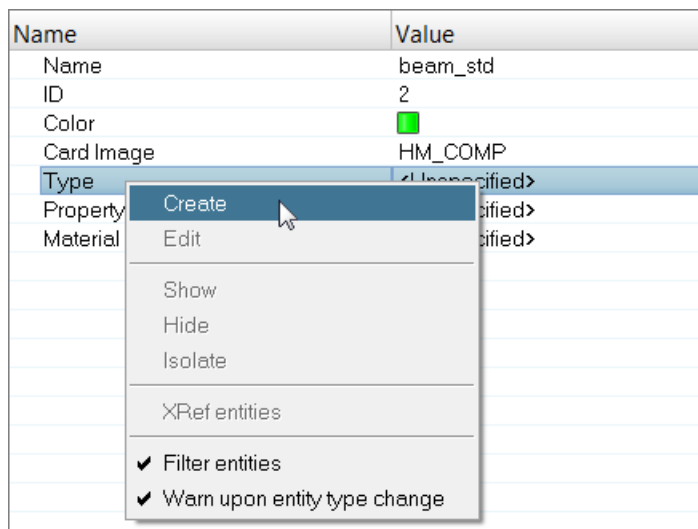 Name Value
Name beam_std
ID 2
Color
Card Image HM_COMP
Type
Property
Material
Create
Edit
Show
Hide
Isolate
XRef entities
Filter entities
Warn upon entity type change